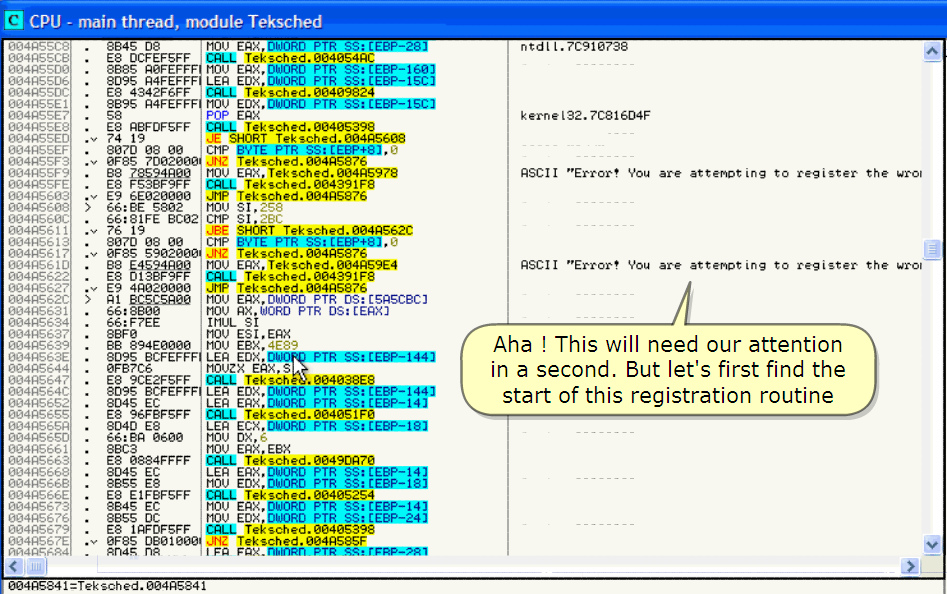 C CPU - main thread, module Teksched
004A55C8 . 8B45 D8 MOV EAX,DWORD PTR SS:[EBP-28] ntdll.7C910738
004A55CB . E8 DCFEF5FF CALL Teksched.004054AC
004A55D0 . 8B85 A0FEFFFF MOV EAX,DWORD PTR SS:[EBP-160]
004A55D6 . 8D95 A4FEFFFF LEA EDX,DWORD PTR SS:[EBP-15C]
004A55DC . E8 4342F6FF CALL Teksched.00409824
004A55E1 . 8B95 A4FEFFFF MOV EDX,DWORD PTR SS:[EBP-15C]
004A55E7 . 58 POP EAX kernel32.7C816D4F
004A55E8 . E8 ABFDF5FF CALL Teksched.00405398
004A55ED .v 74 19 JE SHORT Teksched.004A5608
004A55EF . 807D 08 00 CMP BYTE PTR SS:[EBP+8],0
004A55F3 .v 0F85 7D020000 JNZ Teksched.004A5876
004A55F9 . B8 78594A00 MOV EAX,Teksched.004A5978 ASCII "Error! You are attempting to register the wro
004A55FE . E8 F53BF9FF CALL Teksched.004391F8
004A5603 .v E9 6E020000 JMP Teksched.004A5876
004A5608 > 66:BE 5802 MOV SI,258
004A560C . 66:81FE BC02 CMP SI,2BC
004A5611 .v 76 19 JBE SHORT Teksched.004A562C
004A5613 . 807D 08 00 CMP BYTE PTR SS:[EBP+8],0
004A5617 .v 0F85 59020000 JNZ Teksched.004A5876
004A561D . B8 E4594A00 MOV EAX,Teksched.004A59E4 ASCII "Error! You are attempting to register the wro
004A5622 . E8 D13BF9FF CALL Teksched.004391F8
004A5627 .v E9 4A020000 JMP Teksched.004A5876
004A562C > A1 BC5C5A00 MOV EAX,DWORD PTR DS:[5A5CBC]
004A5631 . 66:8B00 MOV AX,WORD PTR DS:[EAX]
004A5634 . 66:F7EE IMUL SI
004A5637 . 8BF0 MOV ESI,EAX
004A5639 . BB 894E0000 MOV EBX,4E89
004A563E . 8D95 BCFEFFFF LEA EDX,DWORD PTR SS:[EBP-144]
004A5644 . 0FB7C6 MOVZX EAX,S
004A5647 . E8 9CE2F5FF CALL Teksched.004038E8
004A564C . 8D95 BCFEFFFF LEA EDX,DWORD PTR SS:[EBP-144]
004A5652 . 8D45 EC LEA EAX,DWORD PTR SS:[EBP-14]
004A5655 . E8 96FBF5FF CALL Teksched.004051F0
004A565A . 8D4D E8 LEA ECX,DWORD PTR SS:[EBP-18]
004A565D . 66:BA 0600 MOV DX,6
004A5661 . 8BC3 MOV EAX,EBX
004A5663 . E8 0884FFFF CALL Teksched.0049DA70
004A5668 . 8D45 EC LEA EAX,DWORD PTR SS:[EBP-14]
004A566B . 8B55 E8 MOV EDX,DWORD PTR SS:[EBP-18]
004A566E . E8 E1FBF5FF CALL Teksched.00405254
004A5673 . 8B45 EC MOV EAX,DWORD PTR SS:[EBP-14]
004A5676 . 8B55 DC MOV EDX,DWORD PTR SS:[EBP-24]
004A5679 . E8 1AFDF5FF CALL Teksched.00405398
004A567E .v 0F85 DB010000 JNZ Teksched.004A585F
004A5684 . 8D45 D8 LEA EAX,DWORD PTR SS:[EBP-28]
Aha ! This will need our attention
in a second. But let's first find the
start of this registration routine
004A5841=Teksched.004A5841